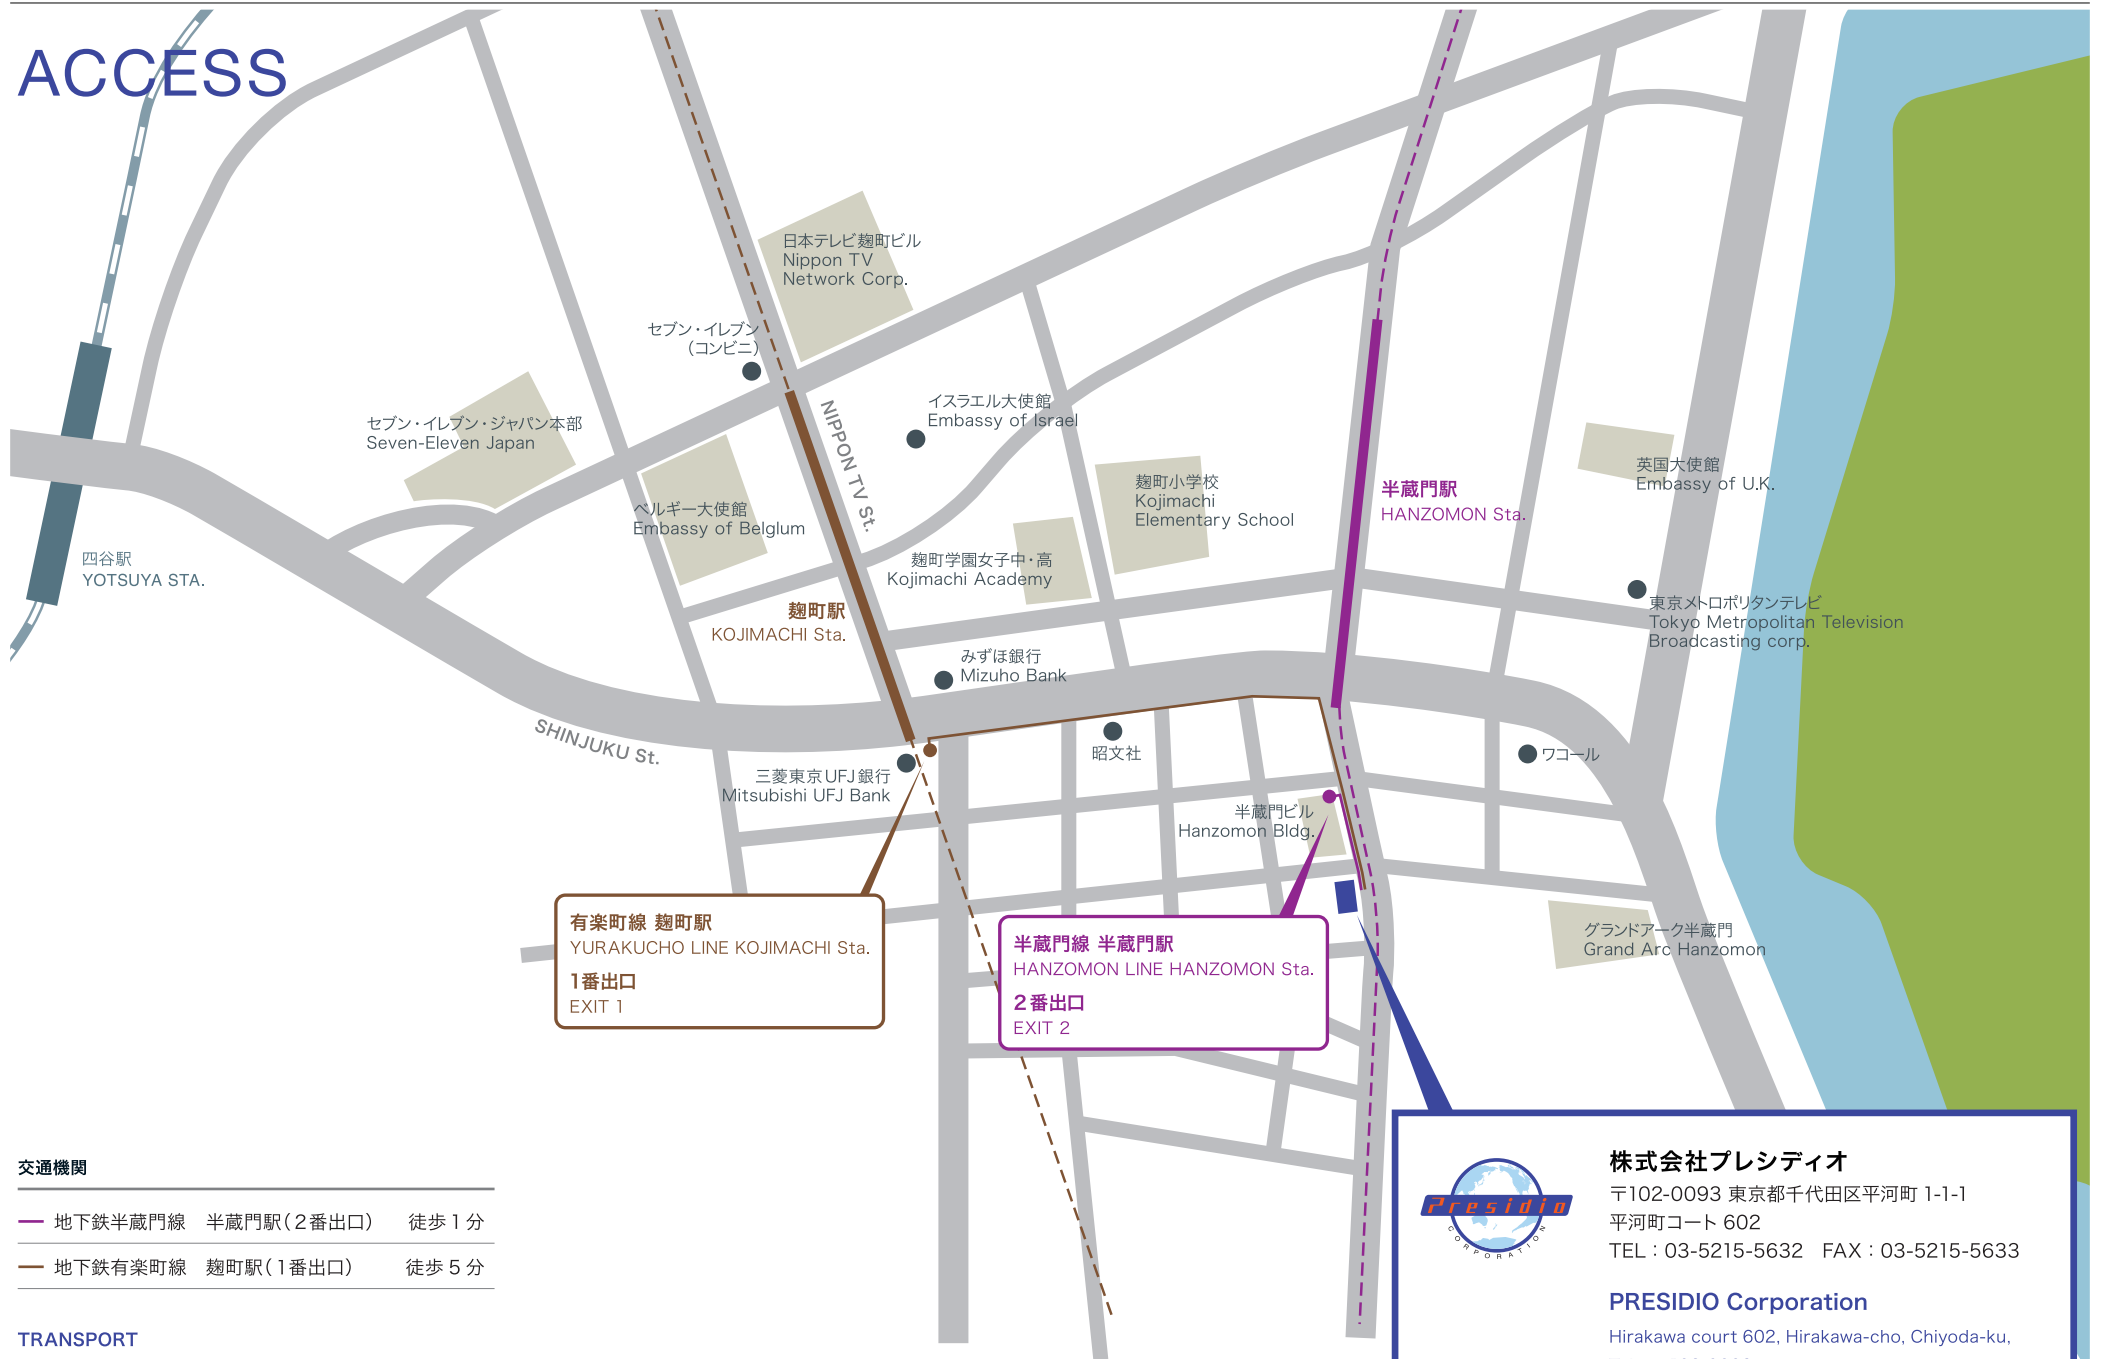 ACCESS
日本テレビ麹町ビル
Nippon TV
Network Corp.
セブン・イレブン
（コンビニ）
セブン・イレブン・ジャパン本部
Seven-Eleven Japan
NIPPON TV St.
イスラエル大使館
Embassy of Israel
ベルギー大使館
Embassy of Belglum
麹町小学校
Kojimachi
Elementary School
半蔵門駅
HANZOMON Sta.
英国大使館
Embassy of U.K.
四谷駅
YOTSUYA STA.
麹町学園女子中・高
Kojimachi Academy
麹町駅
KOJIMACHI Sta.
東京メトロポリタンテレビ
Tokyo Metropolitan Television
Broadcasting corp.
みずほ銀行
Mizuho Bank
SHINJUKU St.
昭文社
ワコール
三菱東京UFJ銀行
Mitsubishi UFJ Bank
半蔵門ビル
Hanzomon Bldg.
有楽町線 麹町駅
YURAKUCHO LINE KOJIMACHI Sta.
1番出口
EXIT 1
半蔵門線 半蔵門駅
HANZOMON LINE HANZOMON Sta.
2番出口
EXIT 2
グランドアーク半蔵門
Grand Arc Hanzomon
交通機関
地下鉄半蔵門線 半蔵門駅（2番出口） 徒歩1分
地下鉄有楽町線 麹町駅（1番出口） 徒歩5分
TRANSPORT
Presidio
CORPORATION
株式会社プレシディオ
〒102-0093 東京都千代田区平河町 1-1-1
平河町コート 602
TEL：03-5215-5632 FAX：03-5215-5633
PRESIDIO Corporation
Hirakawa court 602, Hirakawa-cho, Chiyoda-ku,